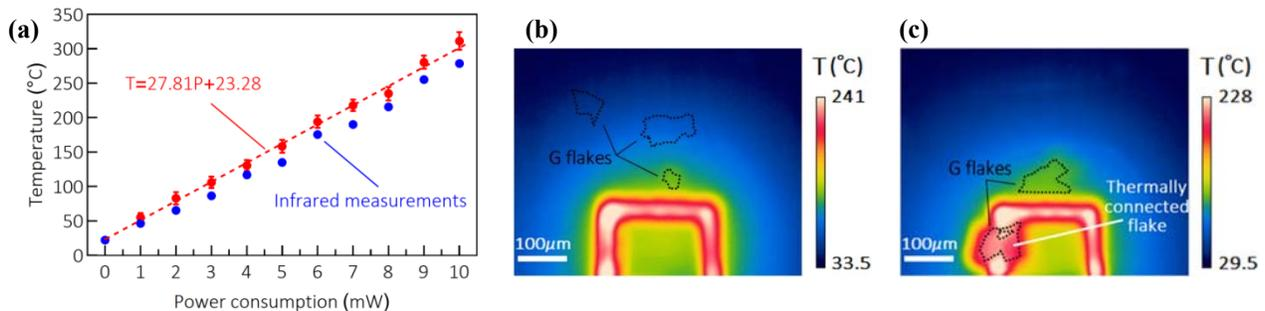 (a)
350
300
250
200
150
100
50
0
Temperature (°C)
T=27.81P+23.28
Infrared measurements
0 1 2 3 4 5 6 7 8 9 10
Power consumption (mW)
(b)
G flakes
100μm
T (°C)
241
33.5
(c)
G flakes
Thermally
connected
flake
100μm
T (°C)
228
29.5